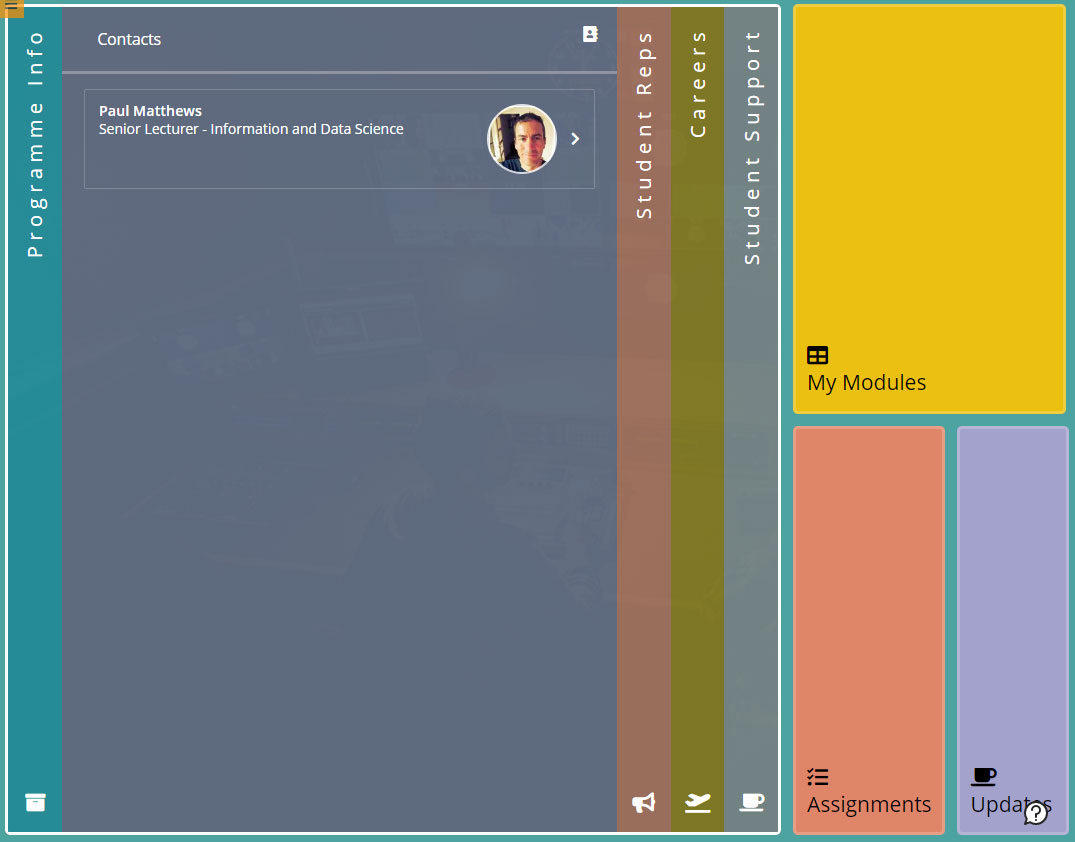 Programme Info
Contacts
Paul Matthews
Senior Lecturer - Information and Data Science
Student Reps
Careers
Student Support
My Modules
Assignments
Updates
?